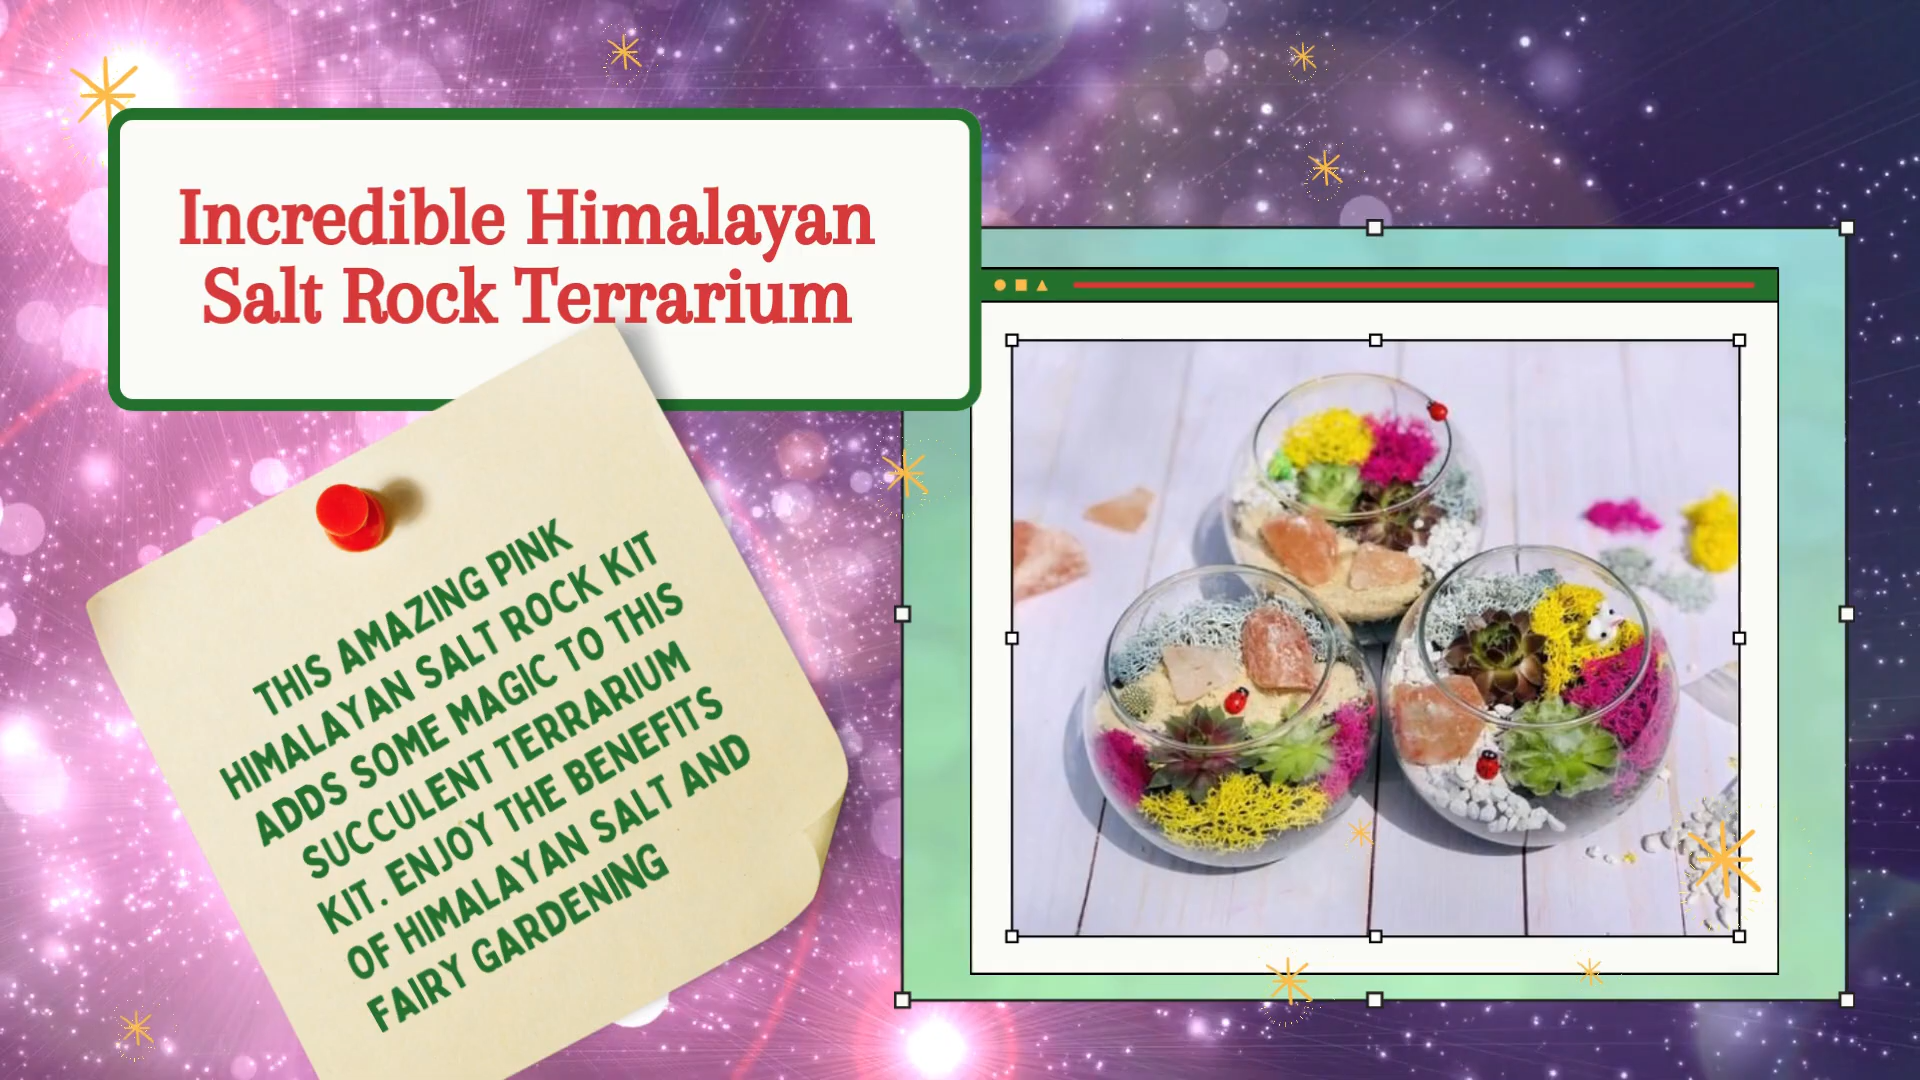 Incredible Himalayan
Salt Rock Terrarium
THIS AMAZING PINK
HIMALAYAN SALT ROCK KIT
ADDS SOME MAGIC TO THIS
SUCCULENT TERRARIUM
KIT. ENJOY THE BENEFITS
OF HIMALAYAN SALT AND
FAIRY GARDENING